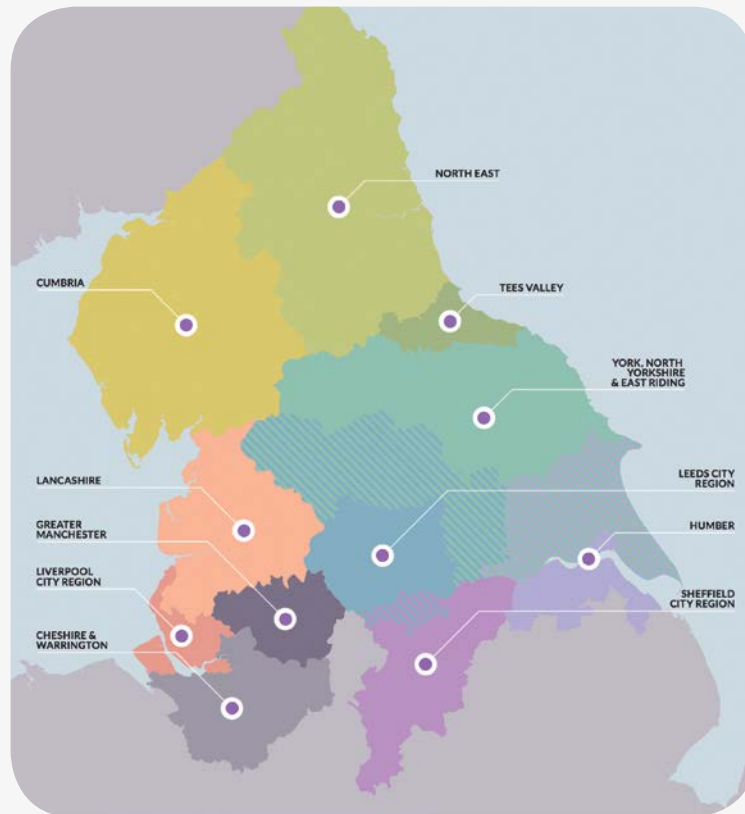 NORTH EAST
CUMBRIA
TEES VALLEY
YORK, NORTH
YORKSHIRE
& EAST RIDING
LANCASHIRE
LEEDS CITY
REGION
GREATER
MANCHESTER
HUMBER
LIVERPOOL
CITY REGION
SHEFFIELD
CITY REGION
CHESHIRE &
WARRINGTON